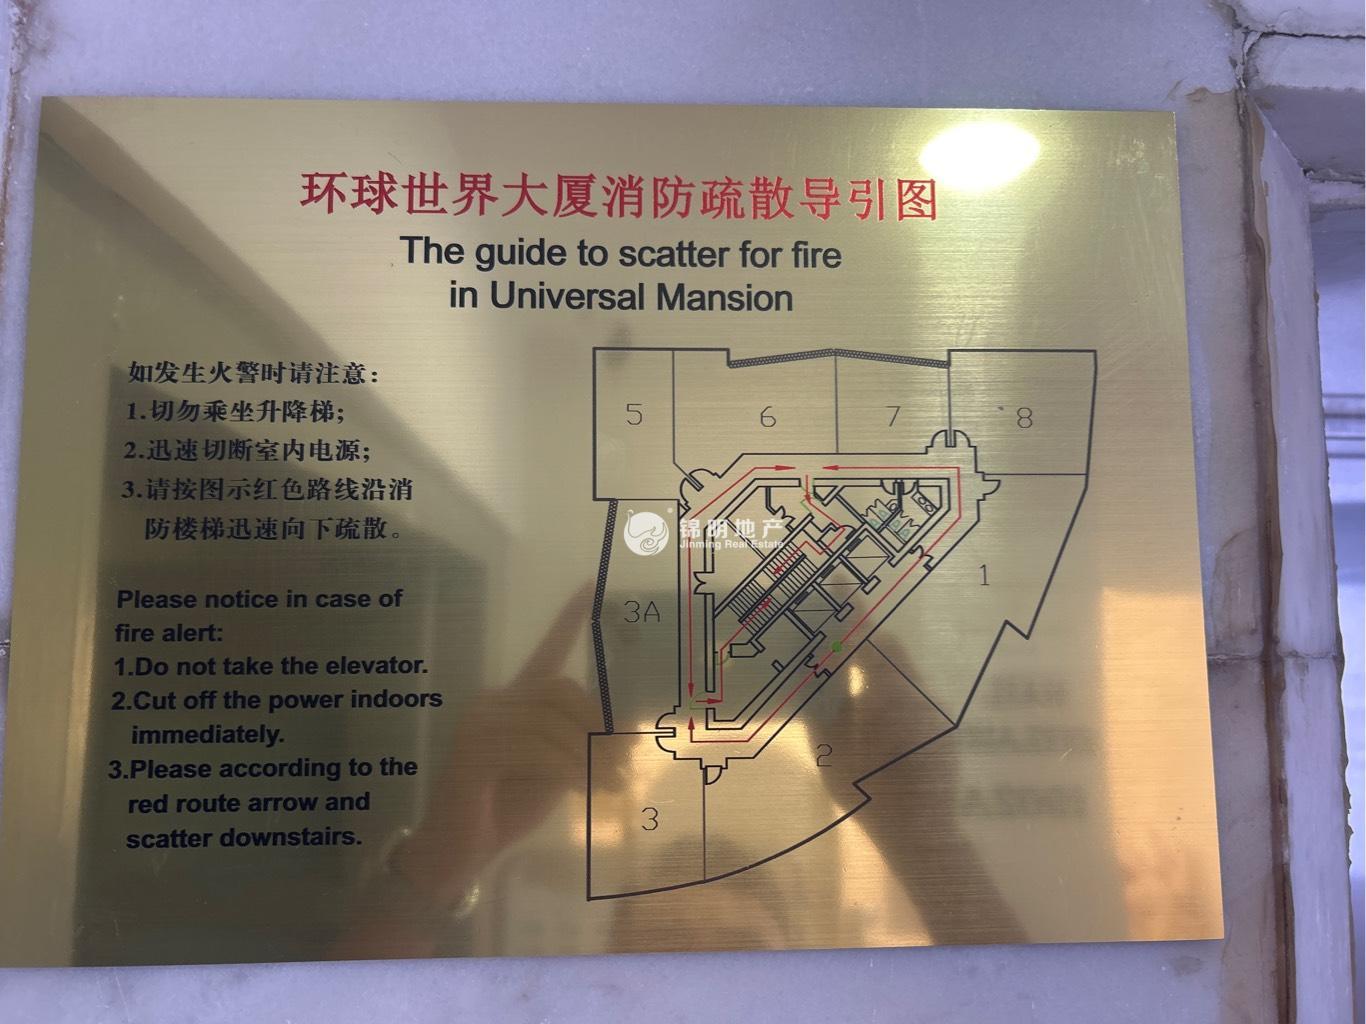 环球世界大厦消防疏散导引图
The guide to scatter for fire
in Universal Mansion
如发生火警时请注意：
1.切勿乘坐升降梯；
2.迅速切断室内电源；
3.请按图示红色路线沿消
防楼梯迅速向下疏散。
Please notice in case of
fire alert:
1.Do not take the elevator.
2.Cut off the power indoors
immediately.
3.Please according to the
red route arrow and
scatter downstairs.
5
6
7
8
锦明地产
Jinming Real Estate
1
3A
2
3